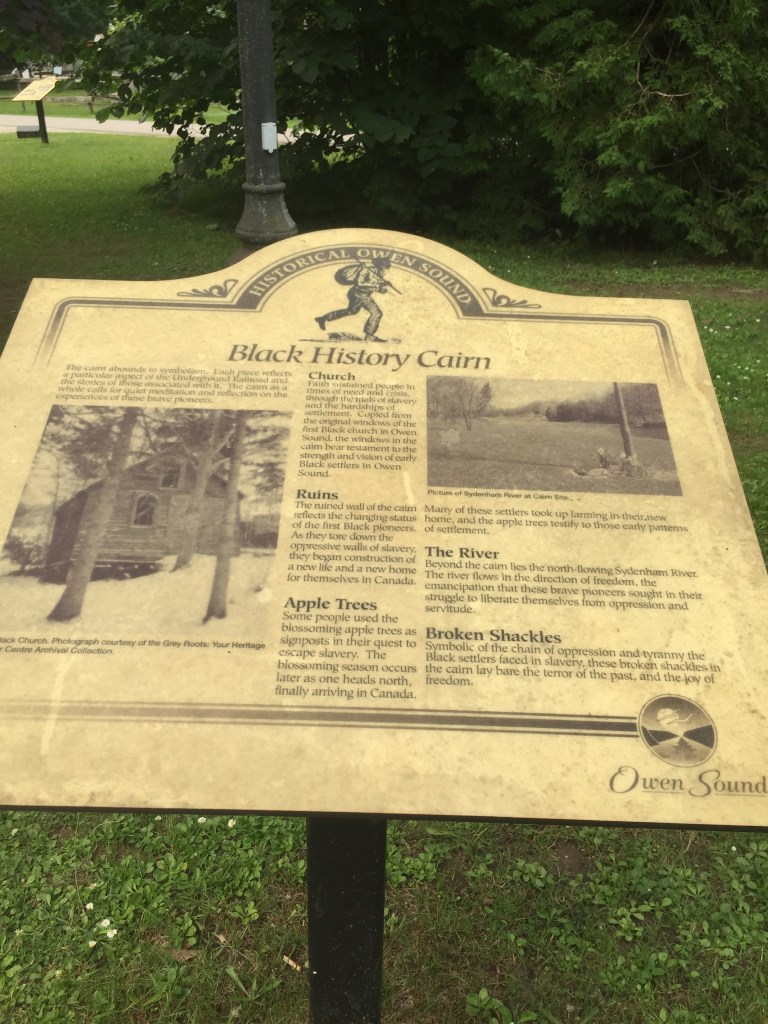 HISTORICAL OWEN SOUND
Black History Cairn
The cairn abounds in symbolism. Each piece reflects
a particular aspect of the Underground Railroad and
the stories of those associated with it. The cairn as a
whole calls for quiet meditation and reflection on the
experiences of these brave pioneers.
Black Church. Photograph courtesy of the Grey Roots: Your Heritage
Centre Archival Collection.
Church
Faith sustained people in
times of need and crisis,
through the trials of slavery
and the hardships of
settlement. Copied from
the original windows of the
first Black church in Owen
Sound, the windows in the
cairn bear testament to the
strength and vision of early
Black settlers in Owen
Sound.
Ruins
The ruined wall of the cairn
reflects the changing status
of the first Black pioneers.
As they tore down the
oppressive walls of slavery,
they began construction of
a new life and a new home
for themselves in Canada.
Apple Trees
Some people used the
blossoming apple trees as
signposts in their quest to
escape slavery. The
blossoming season occurs
later as one heads north,
finally arriving in Canada.
Picture of Sydenham River at Cairn Site.
Many of these settlers took up farming in their new
home, and the apple trees testify to those early patterns
of settlement.
The River
Beyond the cairn lies the north-flowing Sydenham River.
The river flows in the direction of freedom, the
emancipation that these brave pioneers sought in their
struggle to liberate themselves from oppression and
servitude.
Broken Shackles
Symbolic of the chain of oppression and tyranny the
Black settlers faced in slavery, these broken shackles in
the cairn lay bare the terror of the past, and the joy of
freedom.
Owen Sound